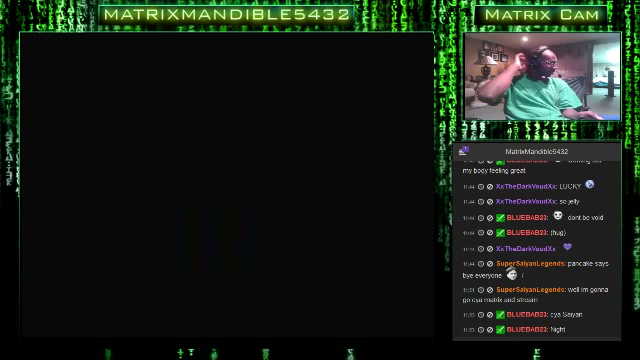 MATRIXMANDIBLE5432
MATRIX CAM
MatrixMandible5432
my body feeling great
11:44 XxTheDarkVoudXx: LUCKY
11:44 XxTheDarkVoudXx: so jelly
11:44 BLUEBAB23: dont be void
11:44 BLUEBAB23: (hug)
11:44 XxTheDarkVoudXx:
11:44 SuperSaiyanLegends: pancake says
bye everyone /
11:51 SuperSaiyanLegends: well im gonna
go cya matrix and stream
11:53 BLUEBAB23: cya Saiyan
11:53 BLUEBAB23: Night